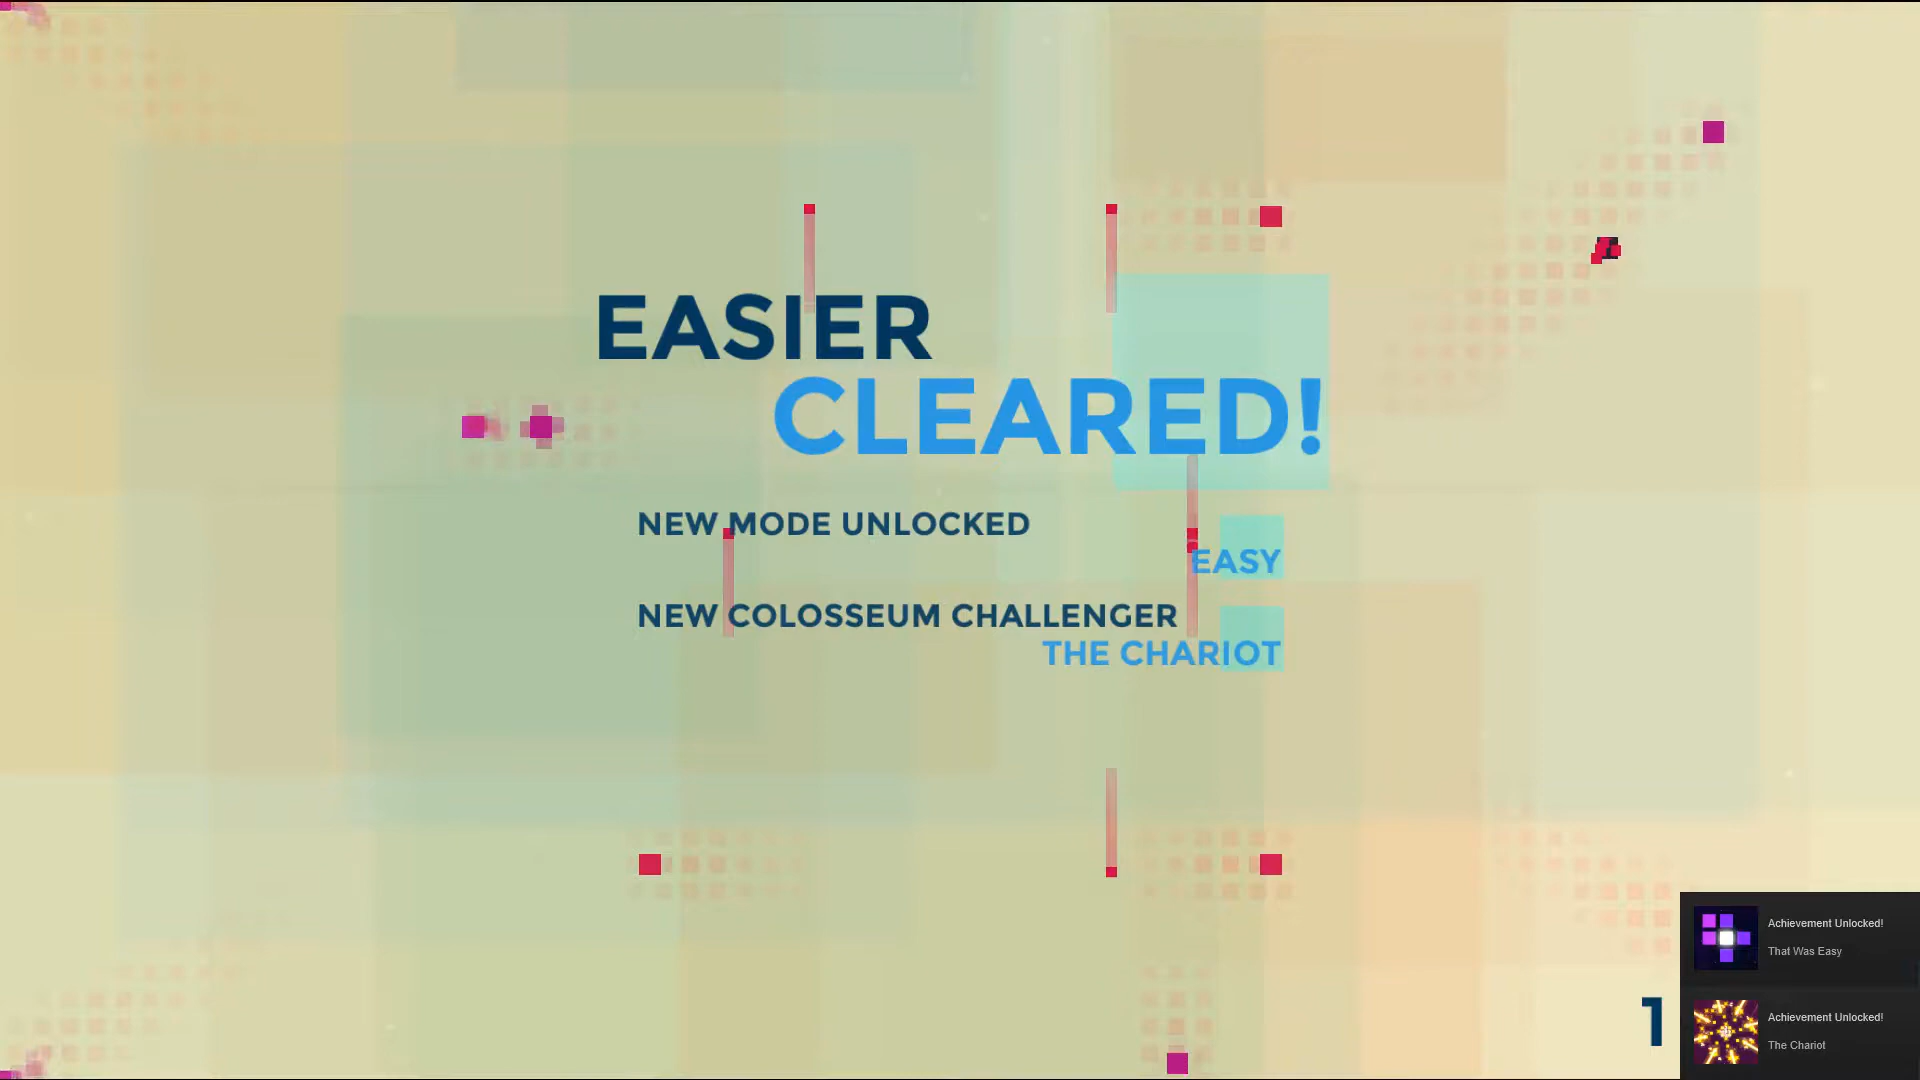 EASIER
CLEARED!
NEW MODE UNLOCKED
EASY
NEW COLOSSEUM CHALLENGER
THE CHARIOT
1
Achievement Unlocked!
That Was Easy
Achievement Unlocked!
The Chariot